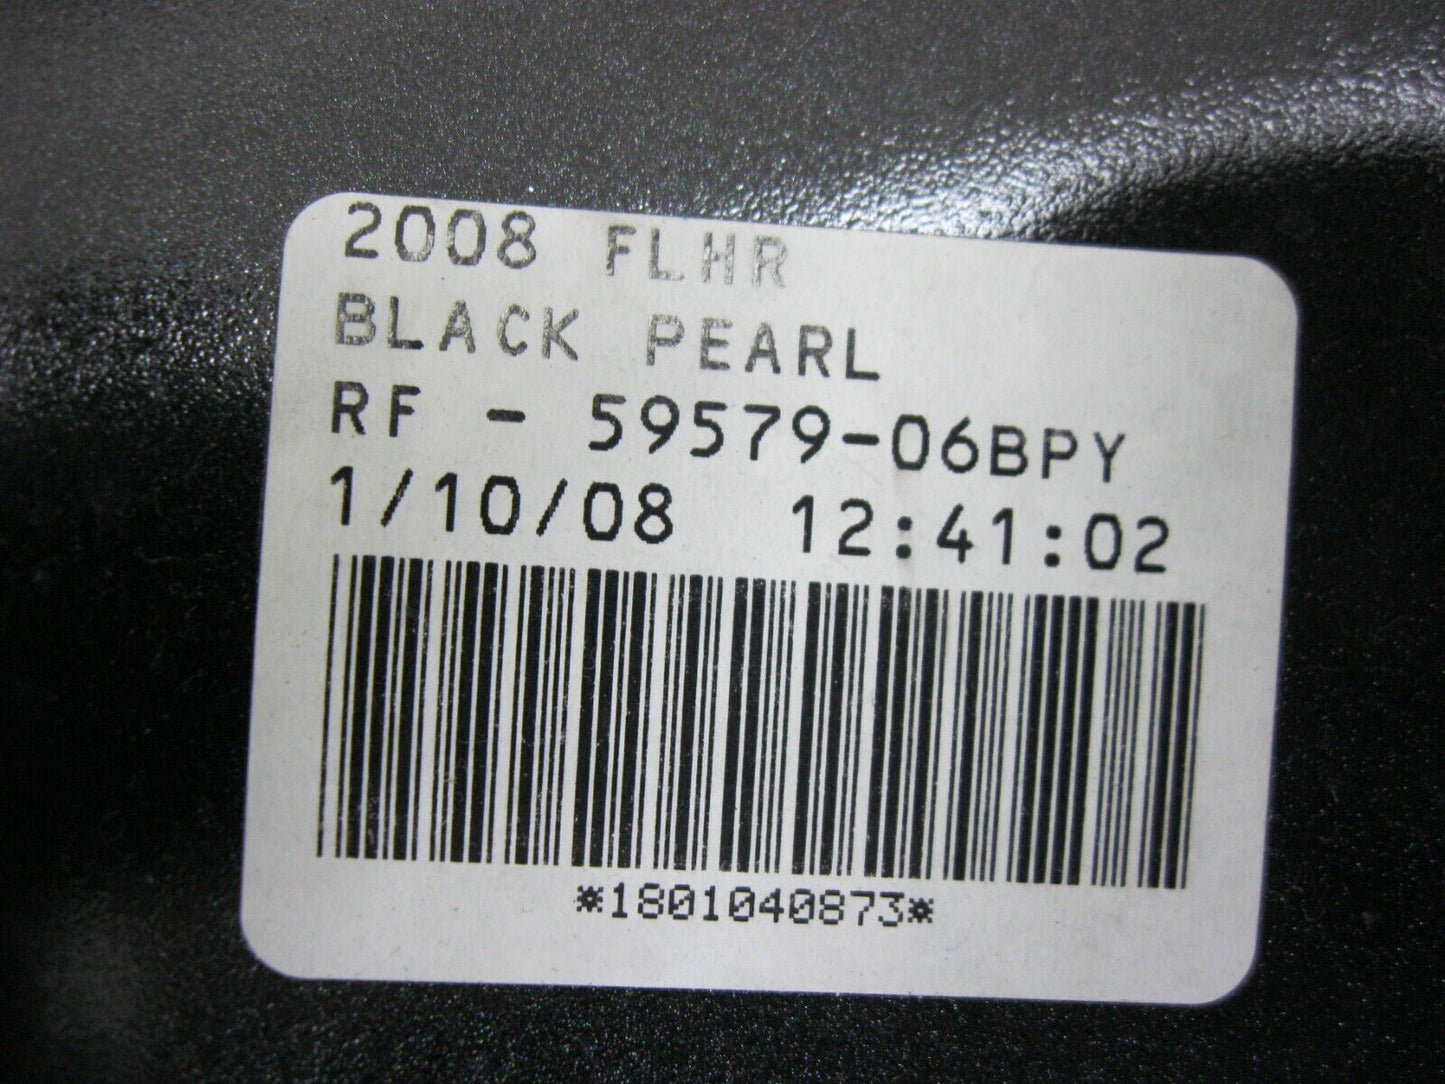 2008 FLHR
BLACK PEARL
RF - 59579-06BPY
1/10/08 12:41:02
*1801040873*